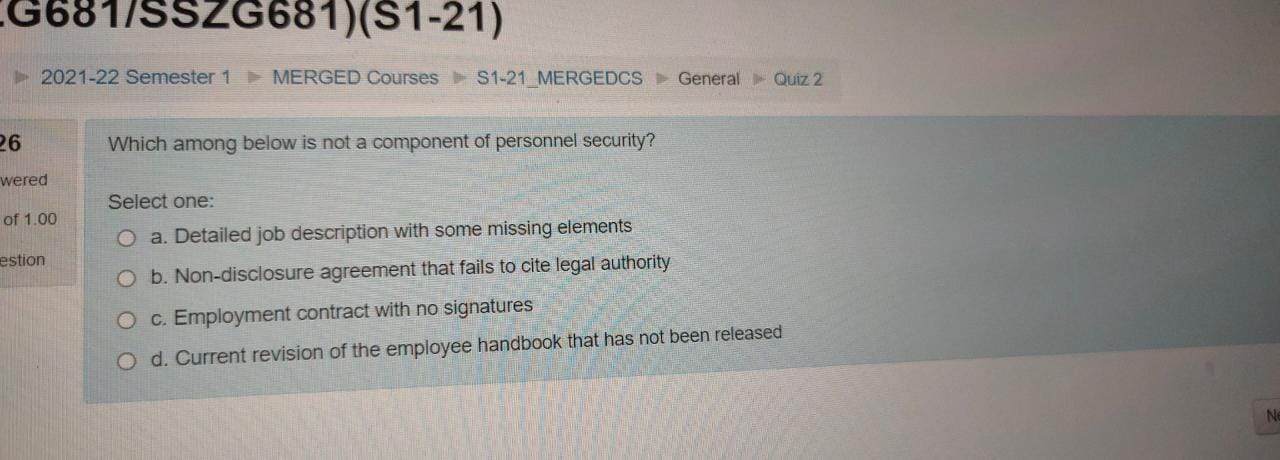 G681/SSZG681)(S1-21)
2021-22 Semester 1 MERGED Courses S1-21_MERGEDCS General Quiz 2
26
wered
of 1.00
estion
Which among below is not a component of personnel security?
Select one:
a. Detailed job description with some missing elements
b. Non-disclosure agreement that fails to cite legal authority
c. Employment contract with no signatures
d. Current revision of the employee handbook that has not been released